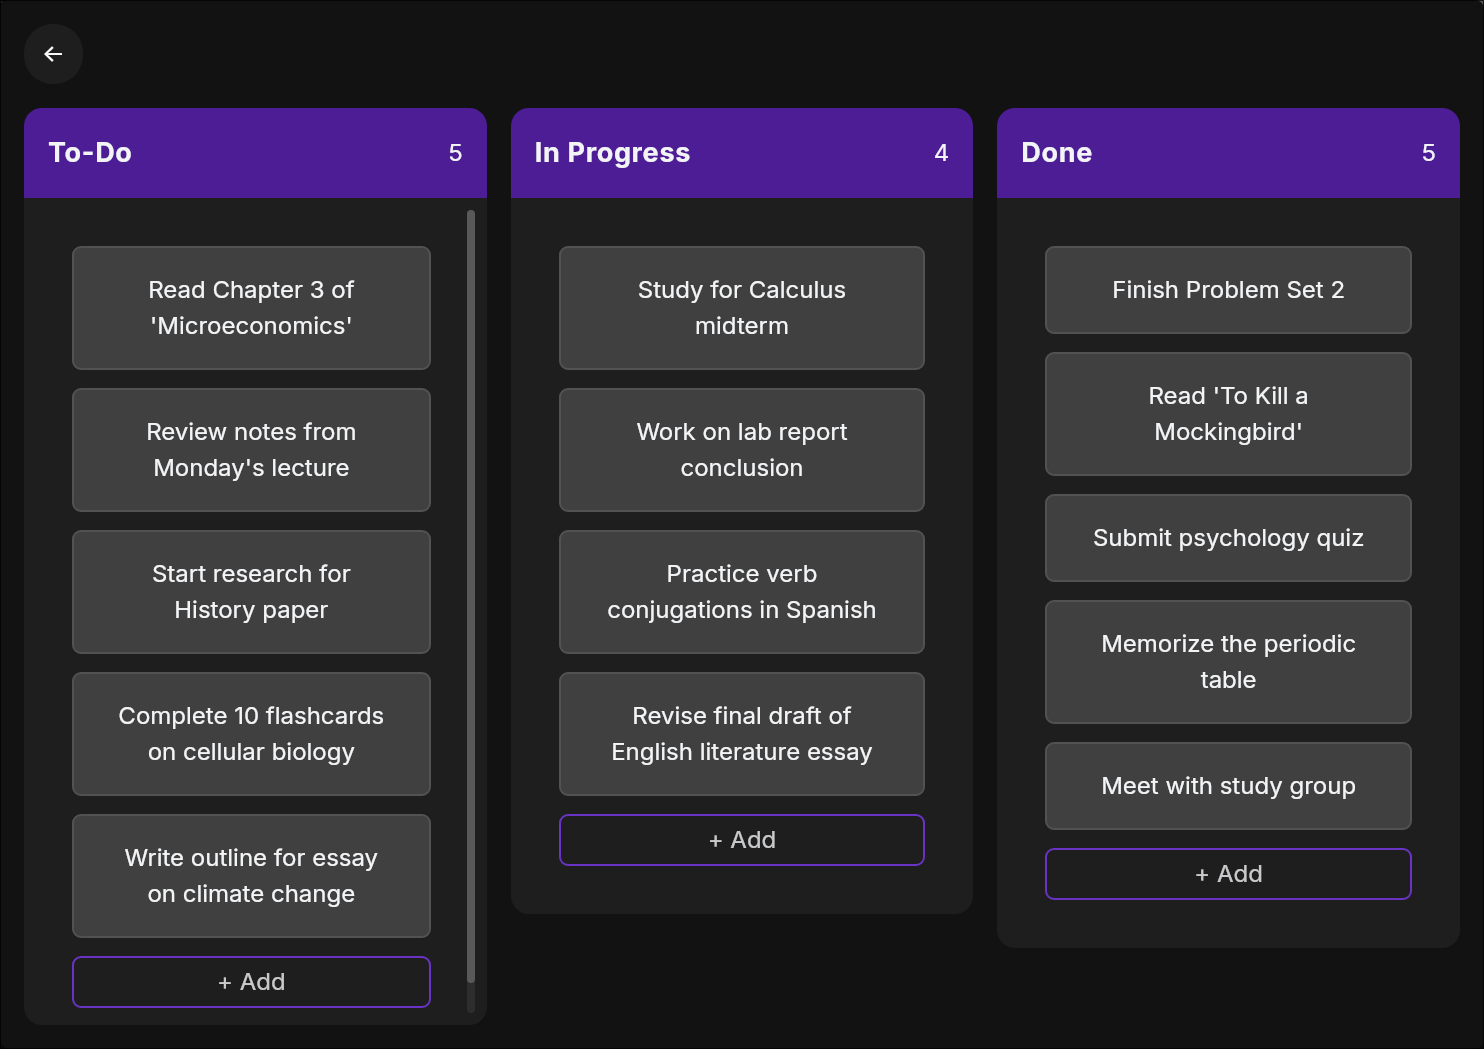 To-Do 5
Read Chapter 3 of
'Microeconomics'
Review notes from
Monday's lecture
Start research for
History paper
Complete 10 flashcards
on cellular biology
Write outline for essay
on climate change
+ Add
In Progress 4
Study for Calculus
midterm
Work on lab report
conclusion
Practice verb
conjugations in Spanish
Revise final draft of
English literature essay
+ Add
Done 5
Finish Problem Set 2
Read 'To Kill a
Mockingbird'
Submit psychology quiz
Memorize the periodic
table
Meet with study group
+ Add